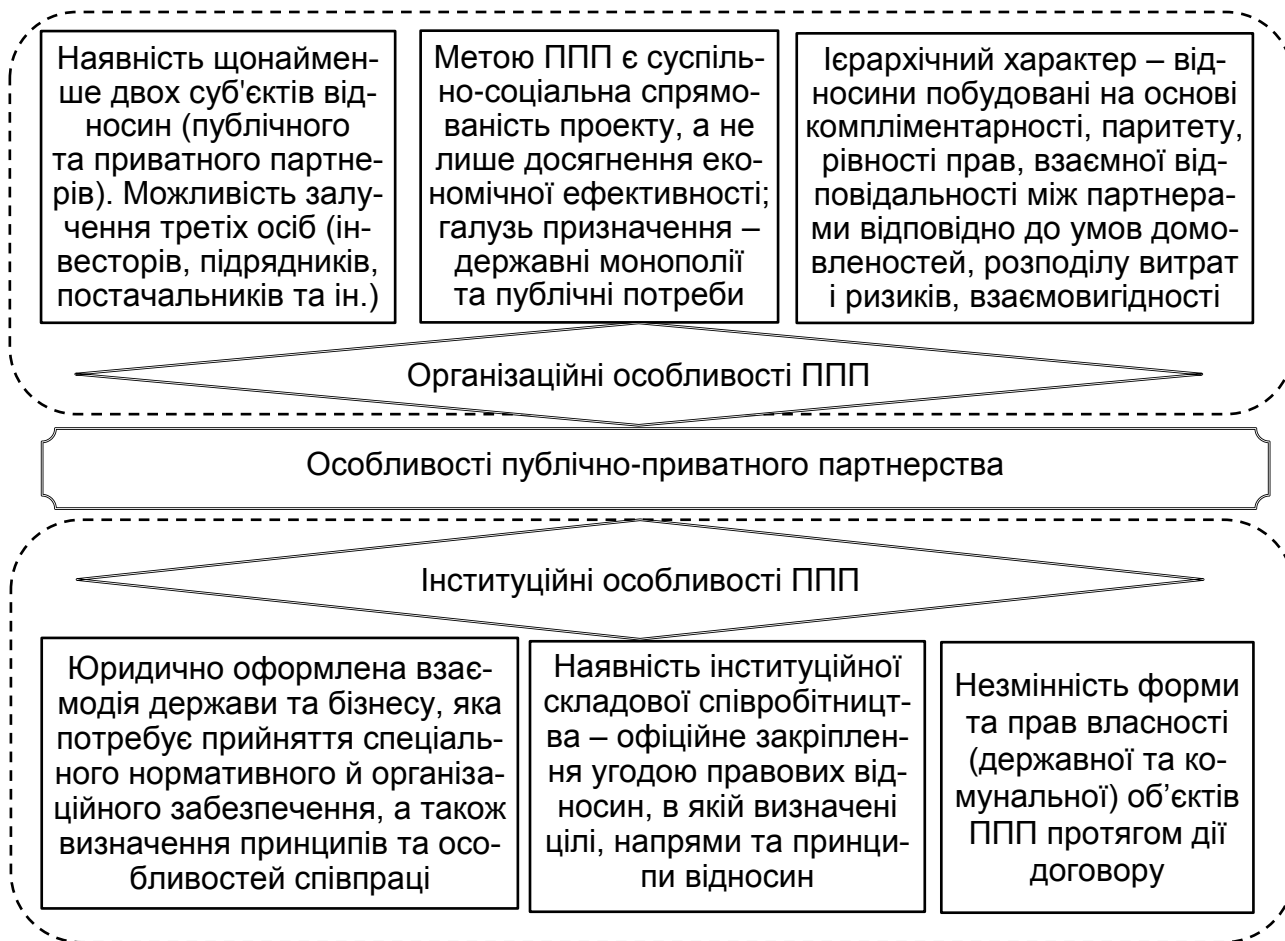 Наявність щонаймен-
ше двох суб'єктів від-
носин (публічного
та приватного партне-
рів). Можливість залу-
чення третіх осіб (ін-
весторів, підрядників,
постачальників та ін.)
Метою ППП є суспіль-
но-соціальна спрямо-
ваність проекту, а не
лише досягнення еко-
номічної ефективності;
галузь призначення –
державні монополії
та публічні потреби
Ієрархічний характер – від-
носини побудовані на основі
компліментарності, паритету,
рівності прав, взаємної від-
повідальності між партнера-
ми відповідно до умов домо-
вленостей, розподілу витрат
і ризиків, взаємовигідності
Організаційні особливості ППП
Особливості публічно-приватного партнерства
Інституційні особливості ППП
Юридично оформлена взає-
модія держави та бізнесу, яка
потребує прийняття спеціаль-
ного нормативного й організа-
ційного забезпечення, а також
визначення принципів та осо-
бливостей співпраці
Наявність інституційної
складової співробітницт-
ва – офіційне закріплен-
ня угодою правових від-
носин, в якій визначені
цілі, напрями та принци-
пи відносин
Незмінність форми
та прав власності
(державної та ко-
мунальної) об’єктів
ППП протягом дії
договору